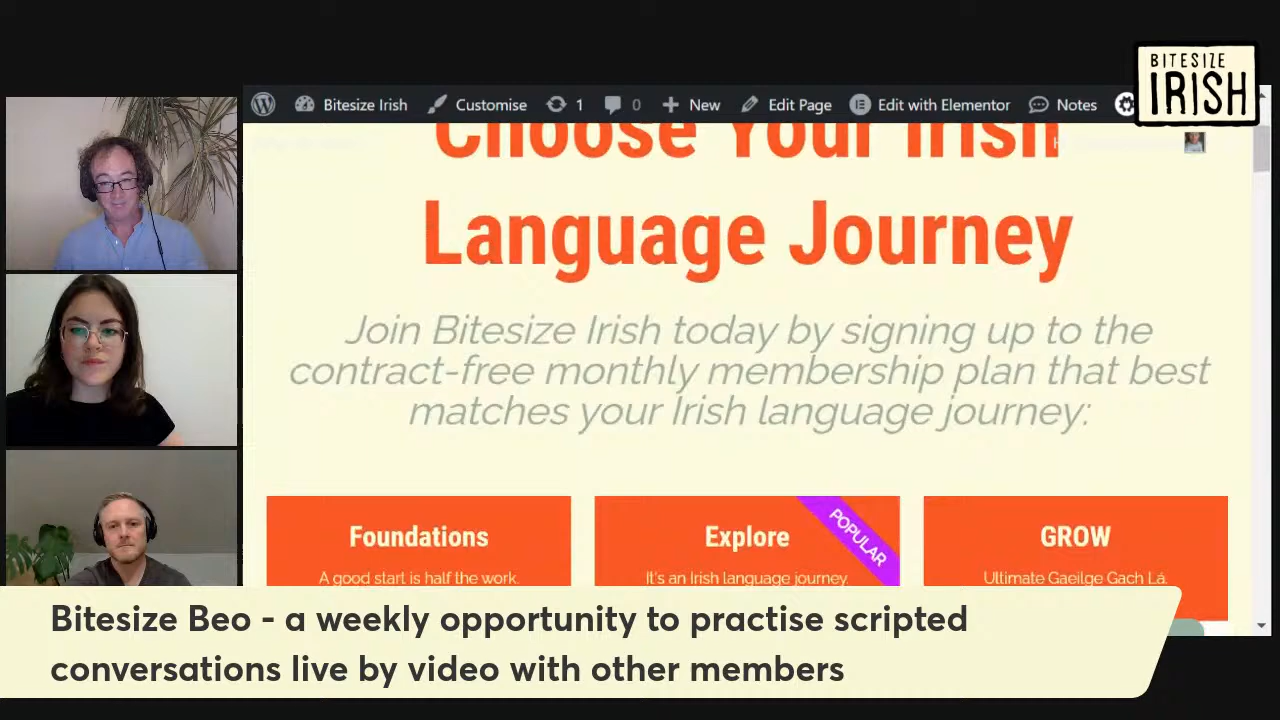 BITESIZE
IRISH
Bitesize Irish Customise 1 0 New Edit Page Edit with Elementor Notes
Choose Your Irish
Language Journey
Join Bitesize Irish today by signing up to the
contract-free monthly membership plan that best
matches your Irish language journey:
Foundations
A good start is half the work.
Explore
It's an Irish language journey.
POPULAR
GROW
Ultimate Gaeilge Gach Lá.
Bitesize Beo - a weekly opportunity to practise scripted
conversations live by video with other members